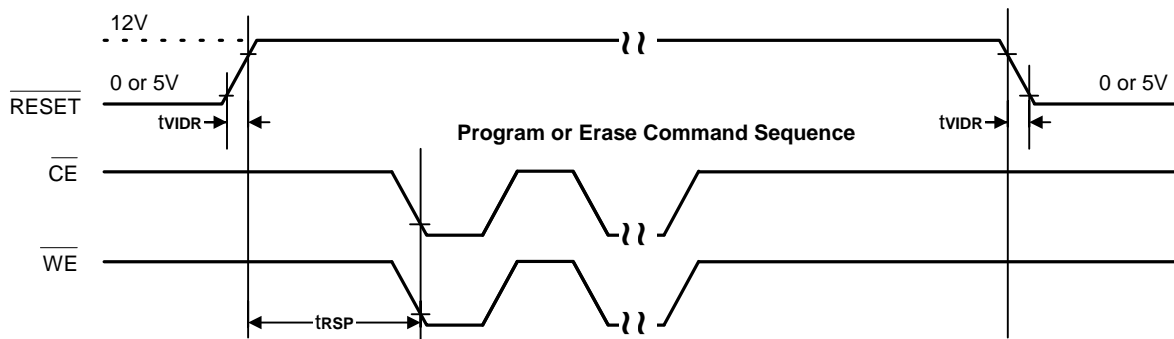 12V
0 or 5V
0 or 5V
RESET
tVIDR
Program or Erase Command Sequence
tVIDR
CE
WE
tRSP